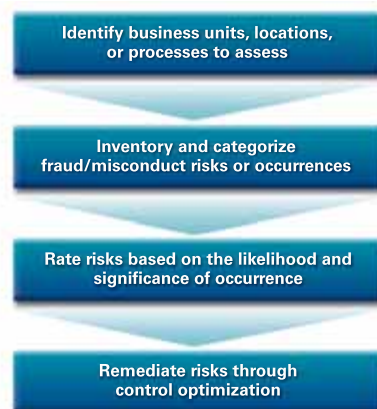 Identify business units, locations,
or processes to assess
Inventory and categorize
fraud/misconduct risks or occurrences
Rate risks based on the likelihood and
significance of occurrence
Remediate risks through
control optimization